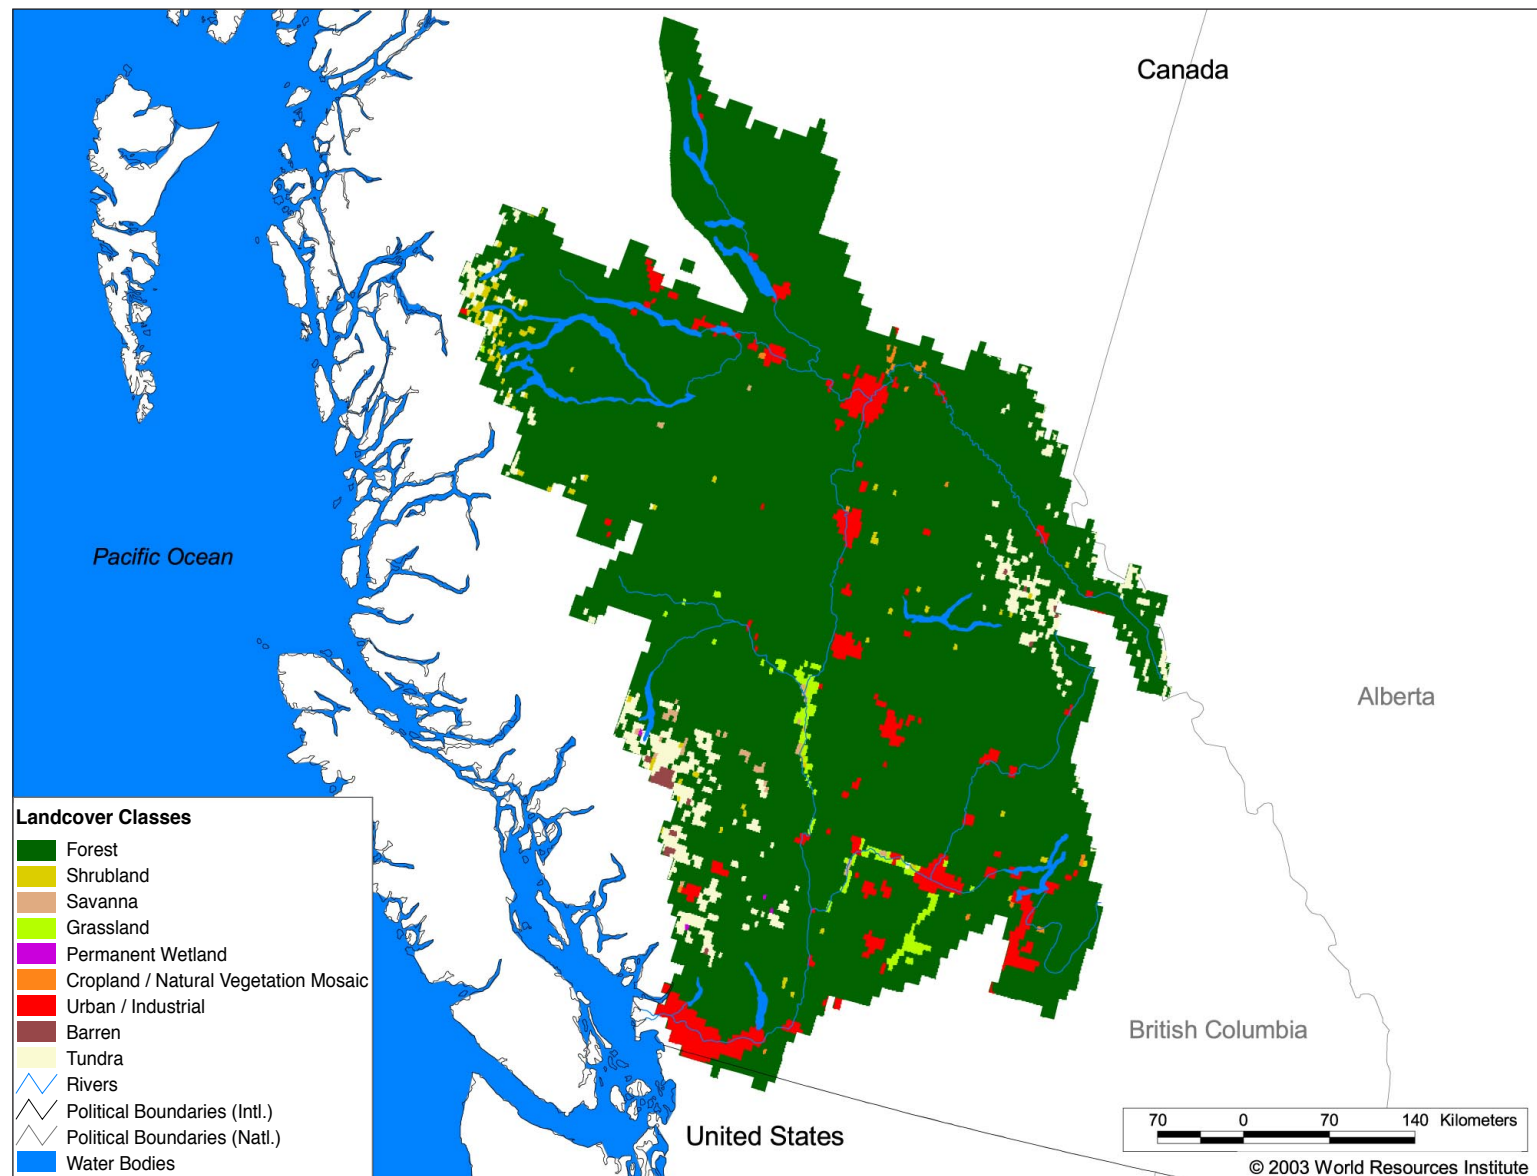 Canada
Pacific Ocean
Alberta
Landcover Classes
Forest
Shrubland
Savanna
Grassland
Permanent Wetland
Cropland / Natural Vegetation Mosaic
Urban / Industrial
Barren
Tundra
Rivers
Political Boundaries (Intl.)
Political Boundaries (Natl.)
Water Bodies
British Columbia
United States
70 0 70 140 Kilometers
© 2003 World Resources Institute